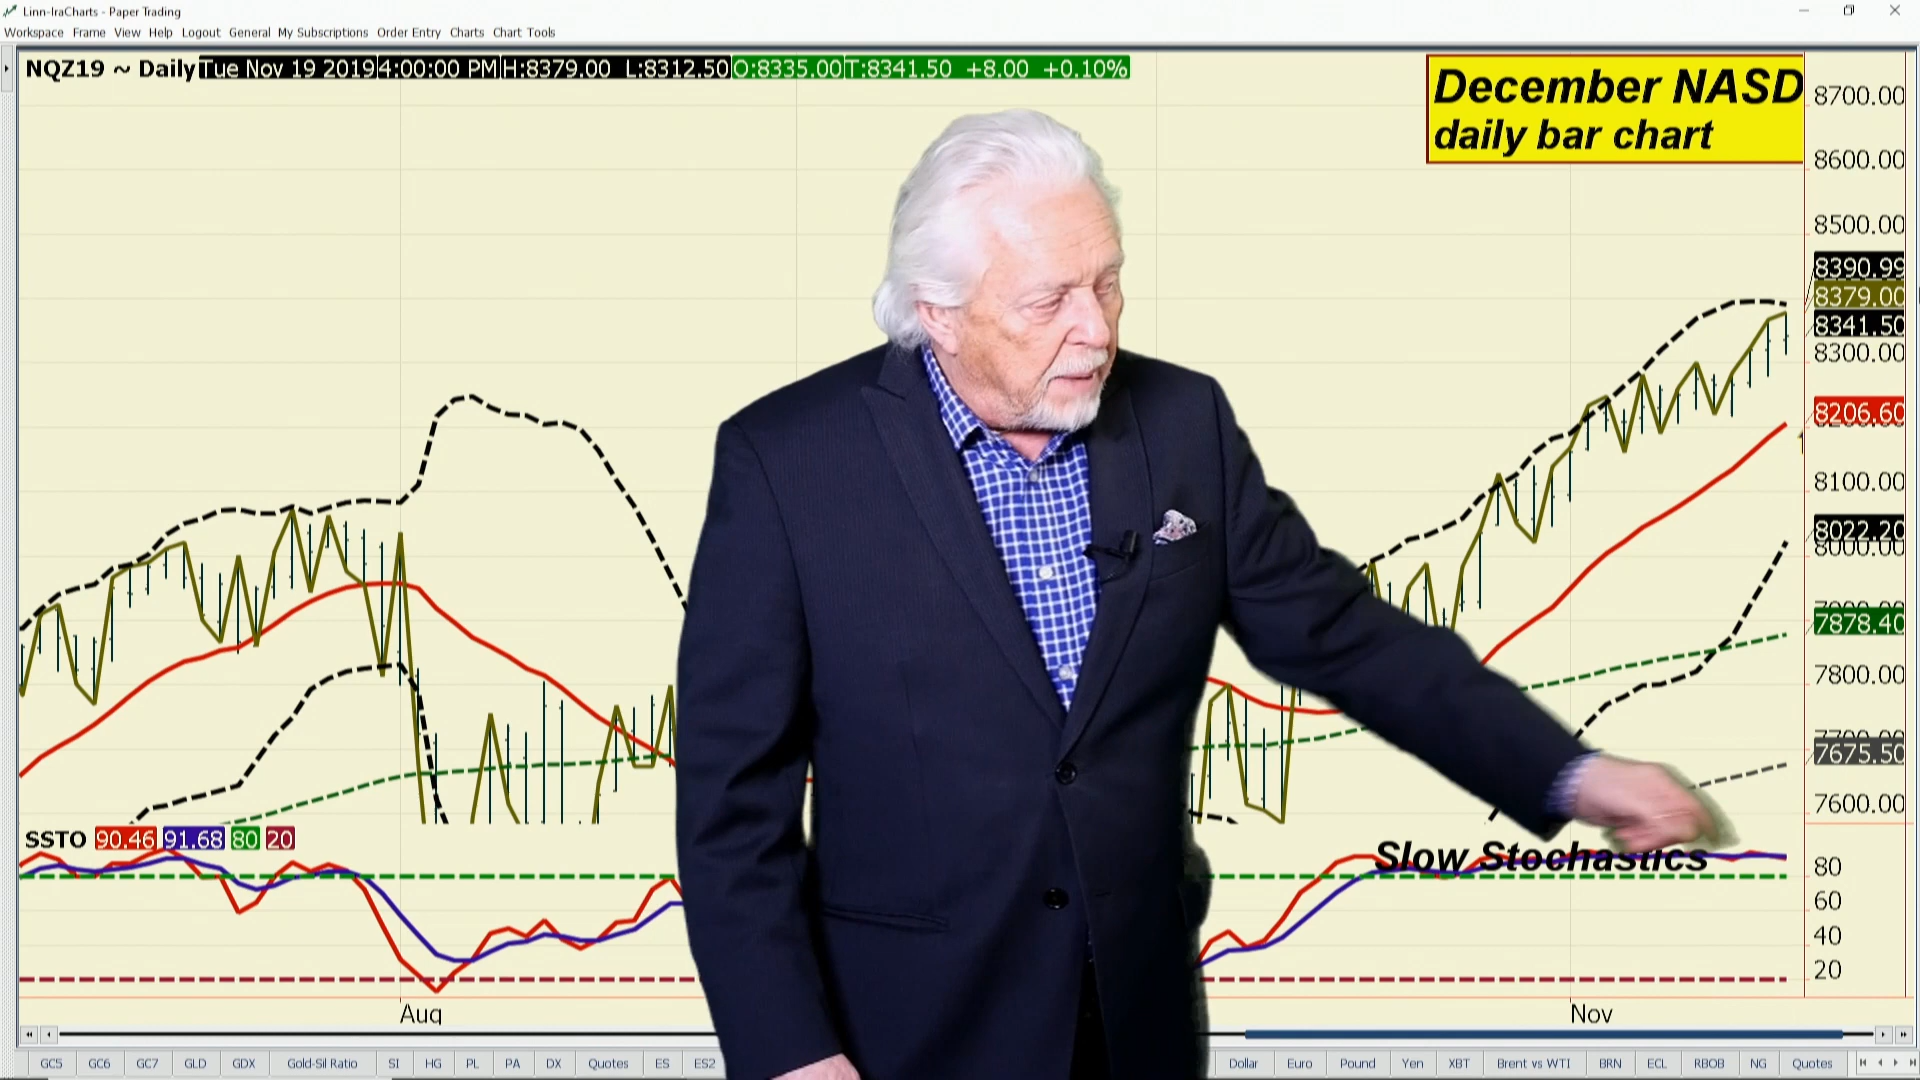 Linn-IraCharts - Paper Trading
Workspace Frame View Help Logout General My Subscriptions Order Entry Charts Chart Tools
NQZ19 ~ Daily Tue Nov 19 2019 4:00:00 PM H:8379.00 L:8312.50 O:8335.00 T:8341.50 +8.00 +0.10%
December NASD
daily bar chart
8700.00
8600.00
8500.00
8390.99
8379.00
8341.50
8300.00
8206.60
8100.00
8022.20
8000.00
7878.40
7800.00
7675.50
7600.00
SSTO 90.46 91.68 80 20
Slow Stochastics
80
60
40
20
Aug
Nov
GC5 GC6 GC7 GLD GDX Gold-Sil Ratio SI HG PL PA DX Quotes ES ES2 Dollar Euro Pound Yen XBT Brent vs WTI BRN ECL RBOB NG Quotes